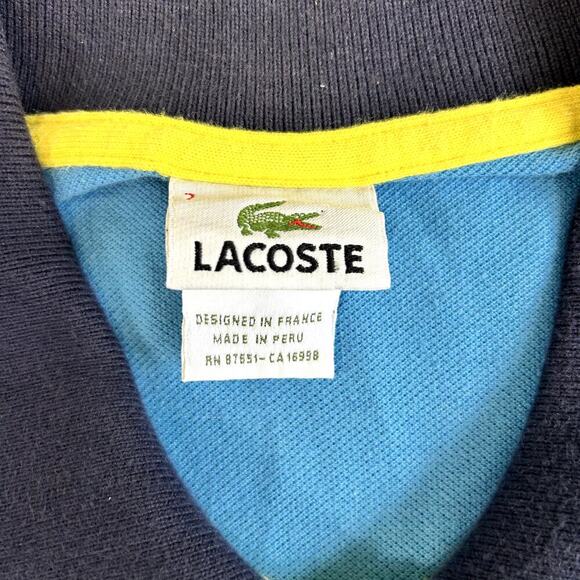 LACOSTE
DESIGNED IN FRANCE
MADE IN PERU
RN 87651-CA 16998